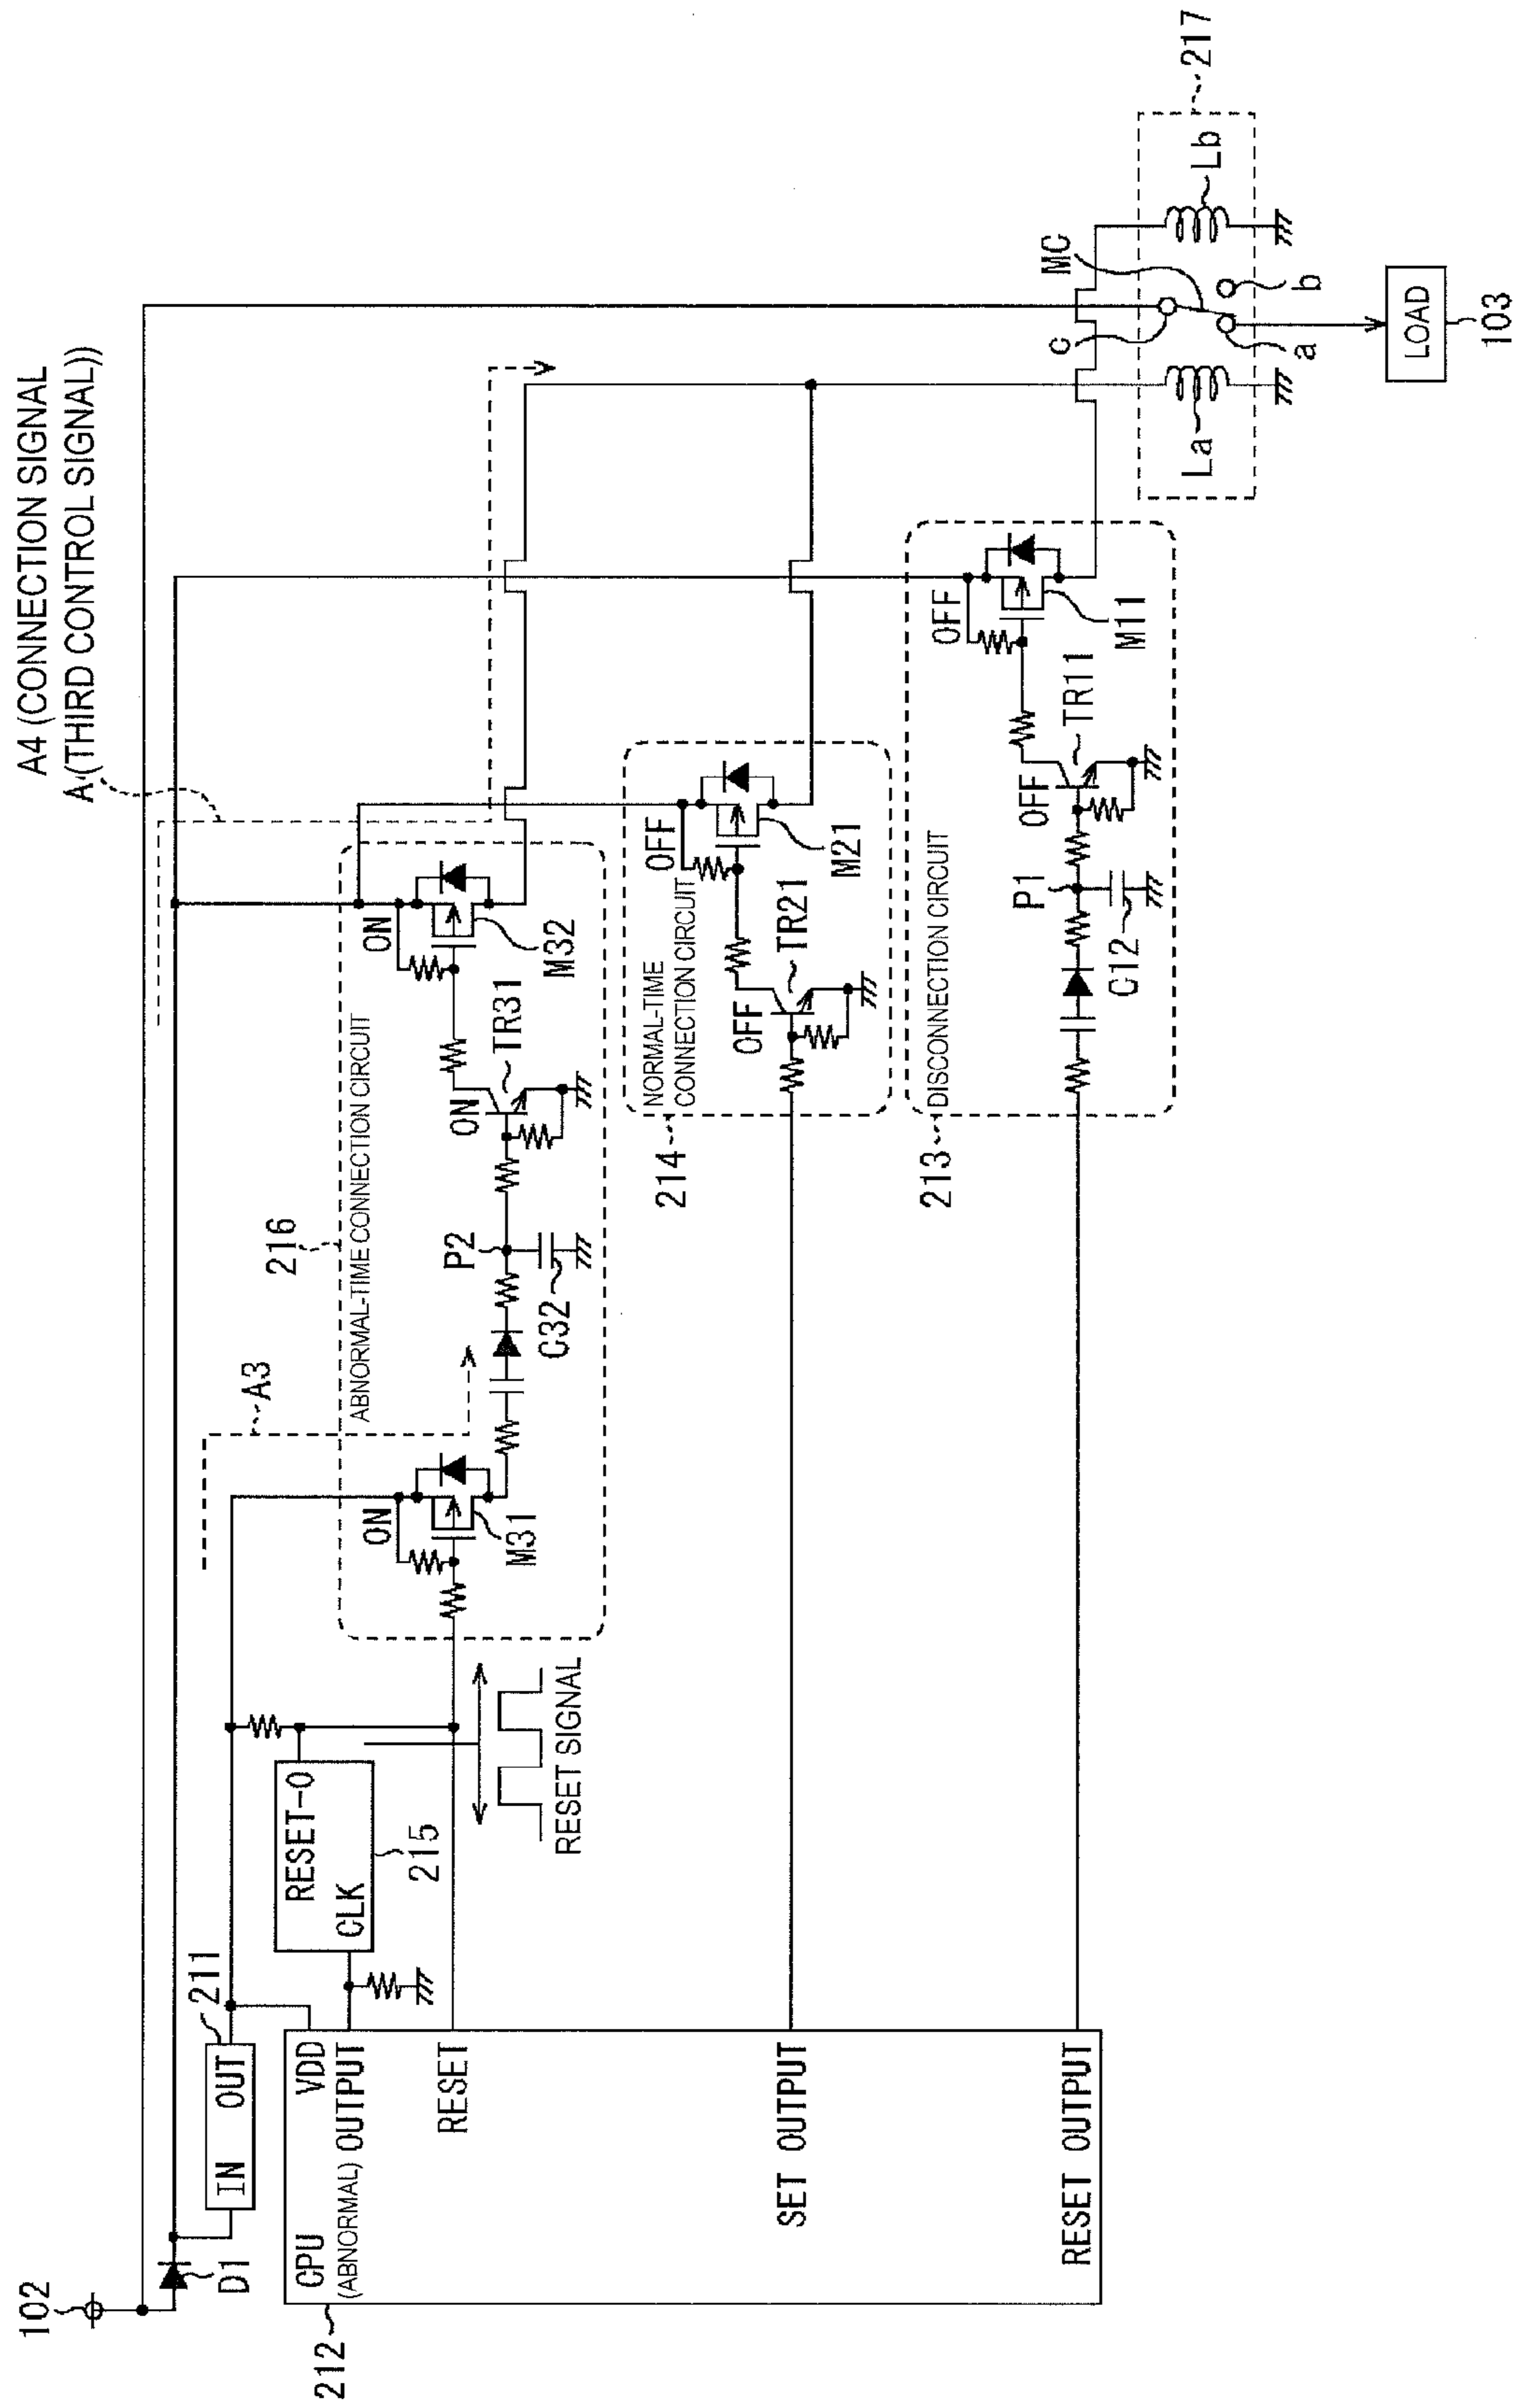 A4 (CONNECTION SIGNAL
A (THIRD CONTROL SIGNAL))
102
D1
211
IN OUT
212
CPU
(ABNORMAL)
VDD
OUTPUT
RESET
SET OUTPUT
RESET OUTPUT
RESET-O
CLK
215
RESET SIGNAL
A3
216
ABNORMAL-TIME CONNECTION CIRCUIT
ON
M31
P2
C32
ON
TR31
ON
M32
214
NORMAL-TIME
CONNECTION CIRCUIT
OFF
TR21
OFF
M21
213
DISCONNECTION CIRCUIT
P1
C12
OFF
TR11
OFF
M11
217
La
Lb
MC
c
a
b
LOAD
103